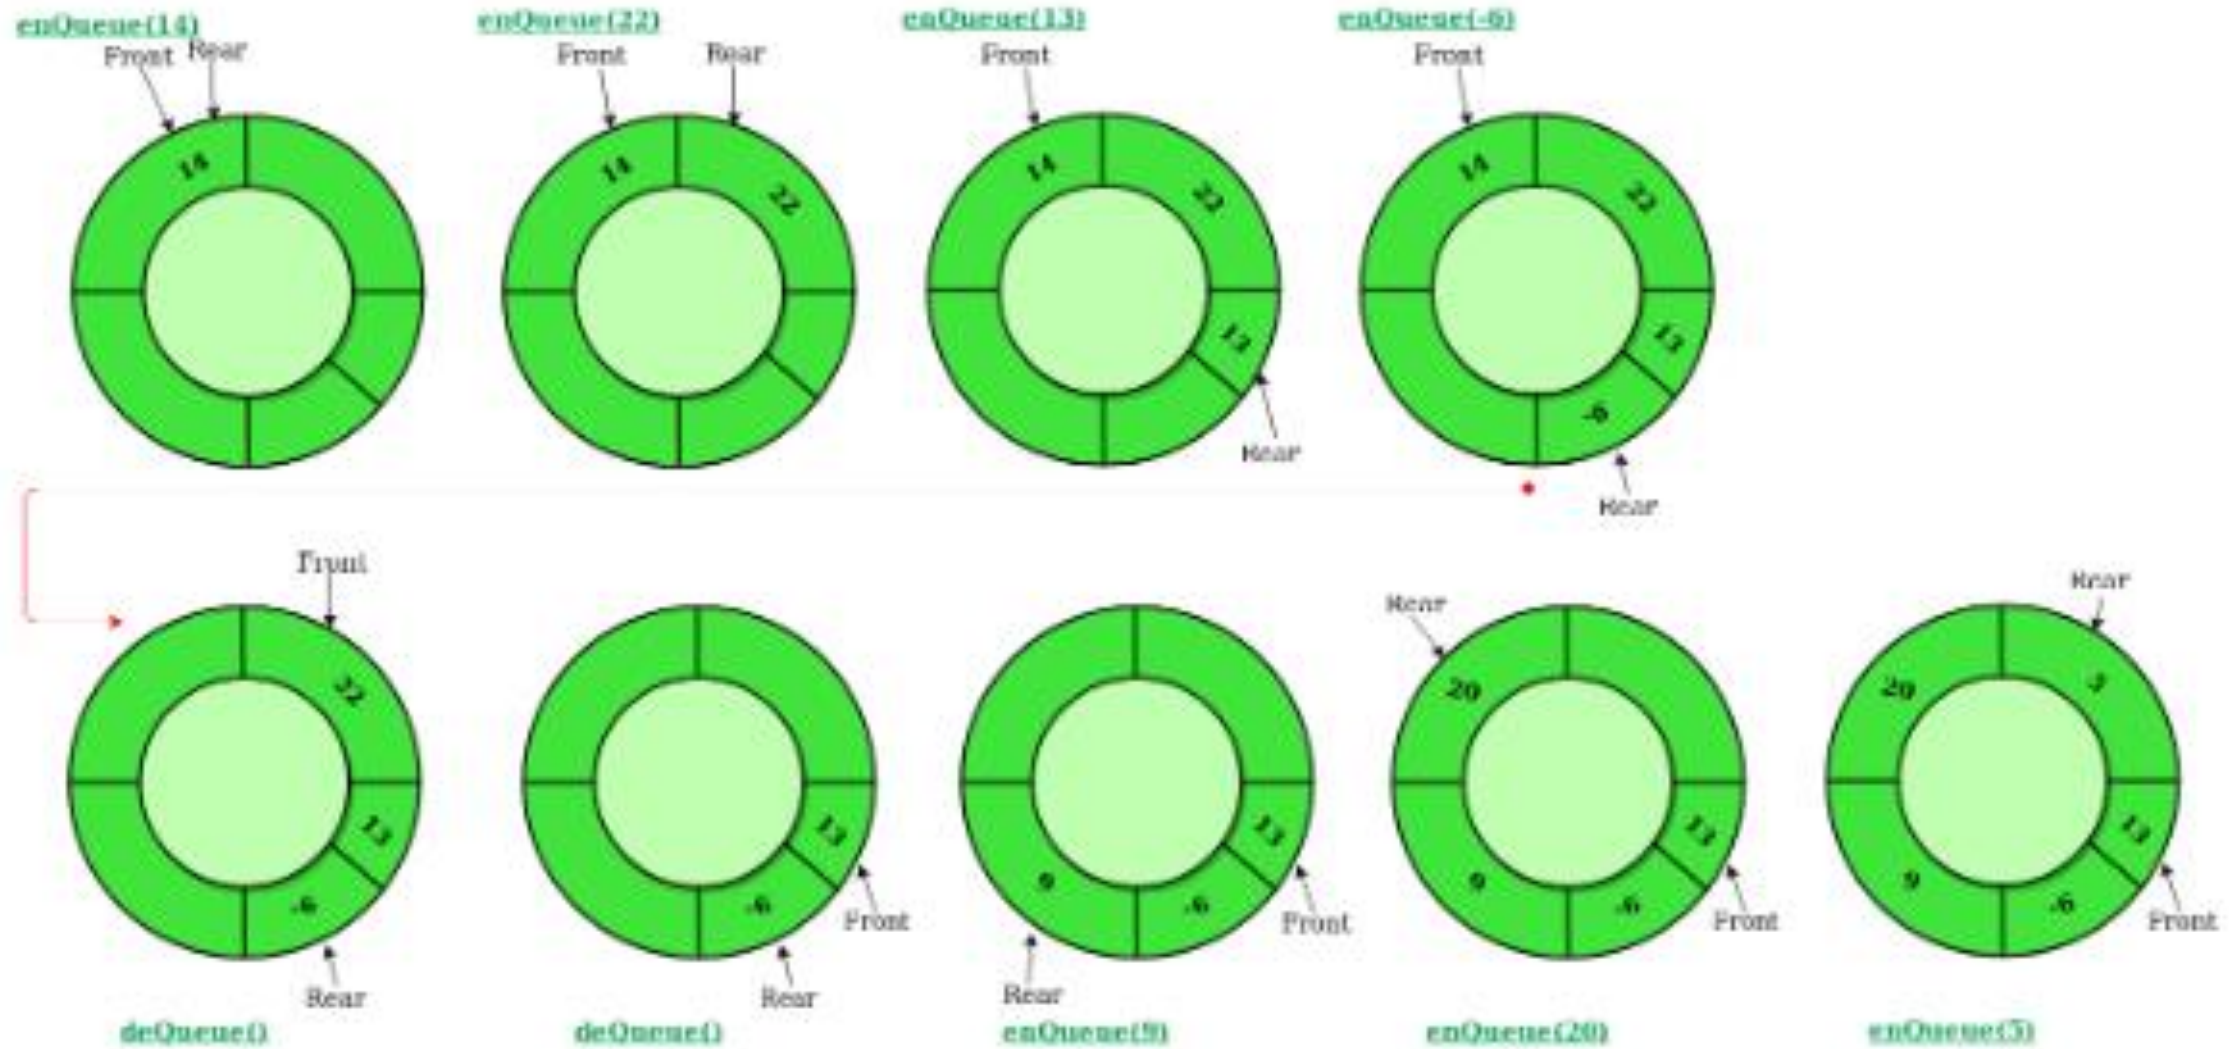 enQueue(14)
Front Rear
14
enQueue(22)
Front Rear
14
22
enQueue(13)
Front
14
22
13
Rear
enQueue(-6)
Front
14
22
13
-6
Rear
Front
22
13
-6
Rear
deQueue()
13
-6
Front
Rear
deQueue()
13
9
-6
Front
Rear
enQueue(9)
Rear
20
13
9
-6
Front
enQueue(20)
Rear
20
5
13
9
-6
Front
enQueue(5)